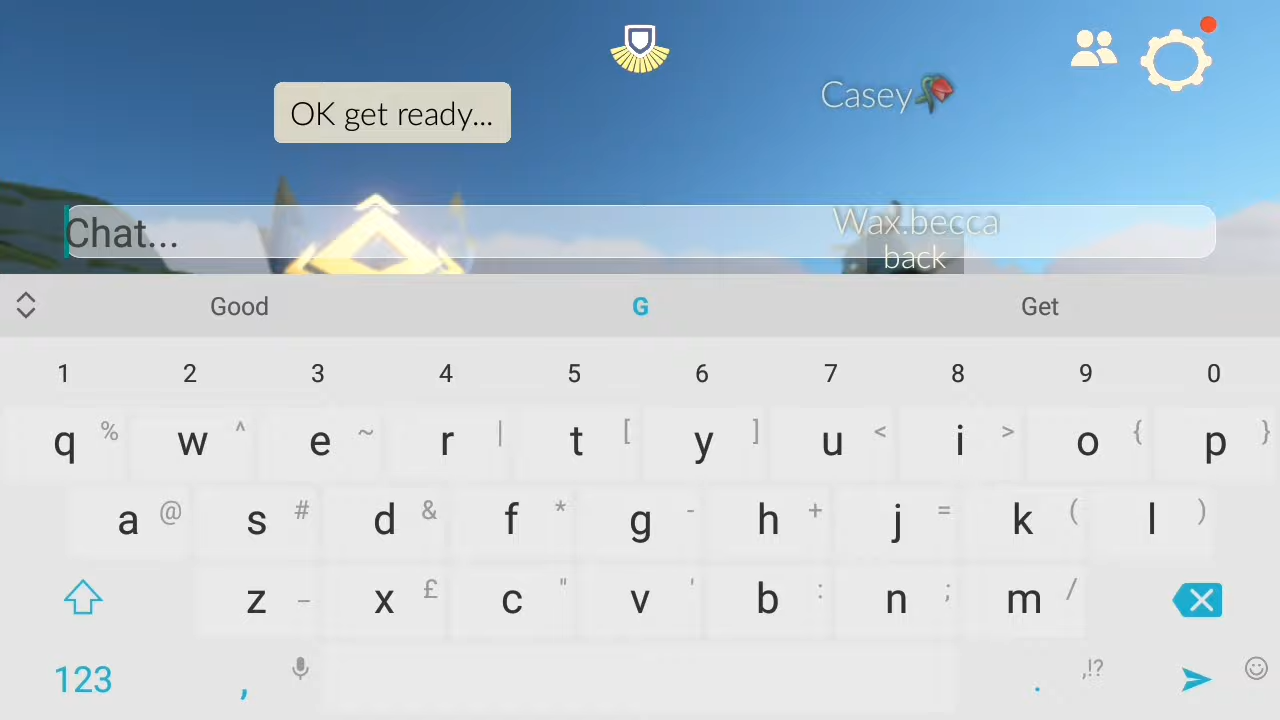 OK get ready...
Casey🥀
Chat...
Wax.becca
back
Good G Get
1 2 3 4 5 6 7 8 9 0
q % w ^ e ~ r | t [ y ] u < i > o { p }
a @ s # d & f * g - h + j = k ( l )
z _ x £ c " v ' b : n ; m /
123 , . ,!?